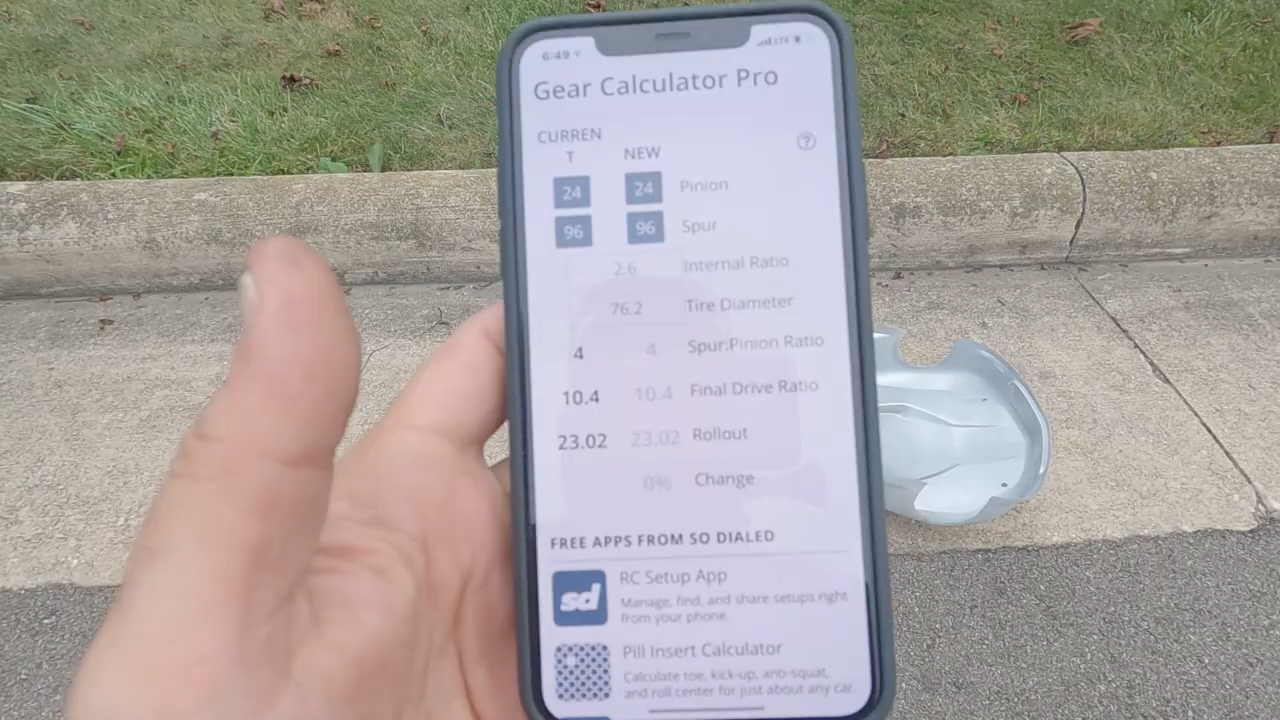 6:49
LTE
Gear Calculator Pro
CURREN
T
NEW
?
24 24 Pinion
96 96 Spur
2.6 Internal Ratio
76.2 Tire Diameter
4 4 Spur:Pinion Ratio
10.4 10.4 Final Drive Ratio
23.02 23.02 Rollout
0% Change
FREE APPS FROM SO DIALED
sd
RC Setup App
Manage, find, and share setups right
from your phone.
Pill Insert Calculator
Calculate toe, kick-up, anti-squat,
and roll center for just about any car.